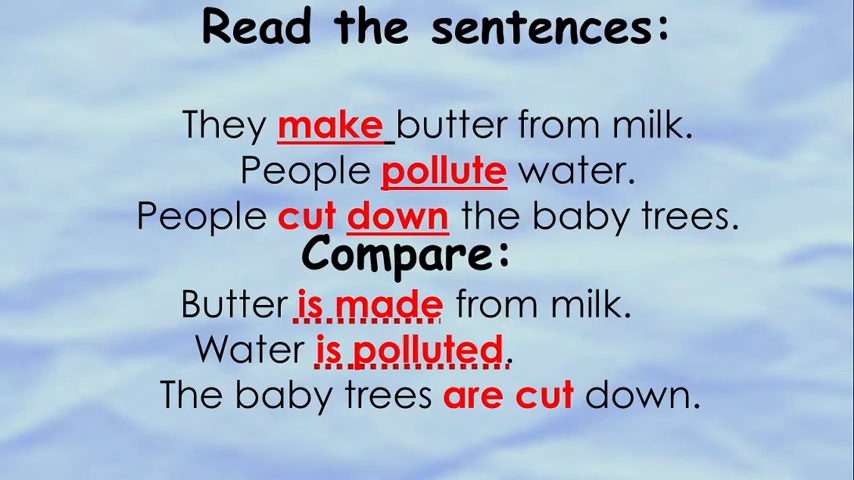 Read the sentences:
They make butter from milk.
People pollute water.
People cut down the baby trees.
Compare:
Butter is made from milk.
Water is polluted.
The baby trees are cut down.